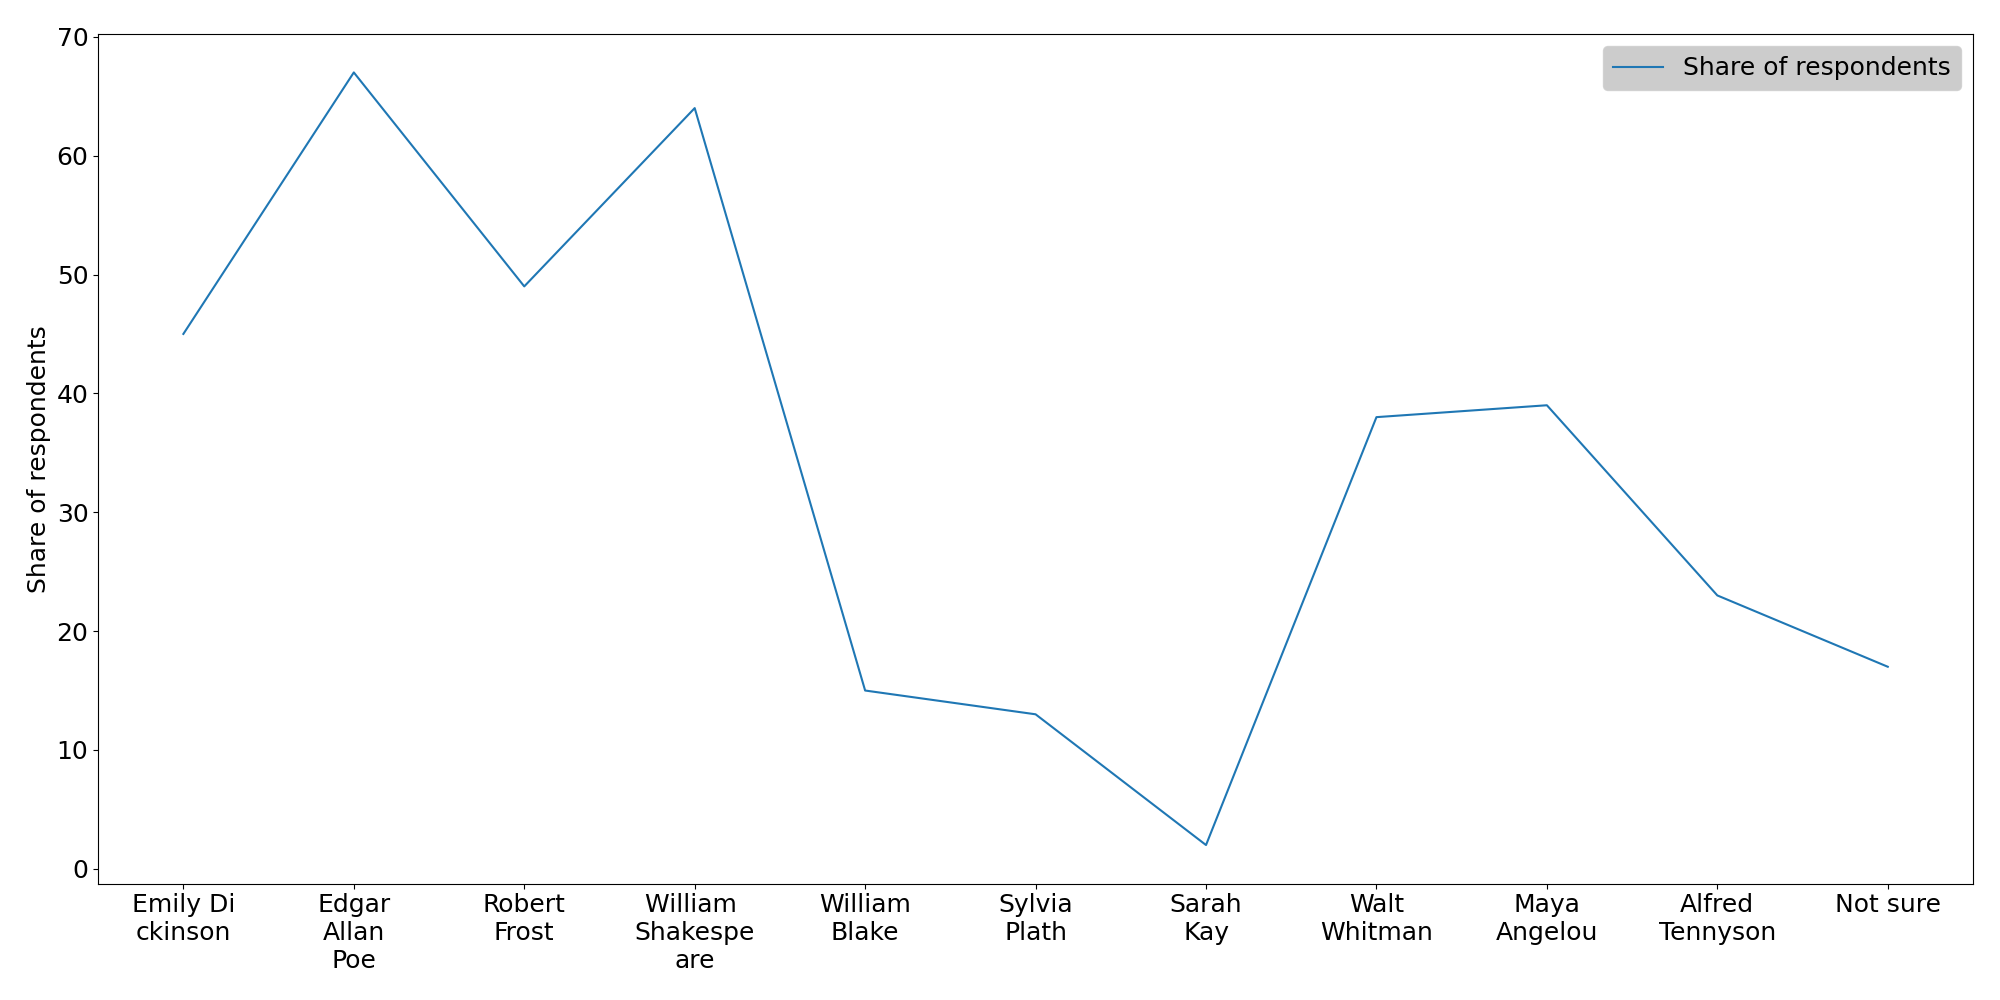 70
60
50
40
30
20
10
0
Share of respondents
Share of respondents
Emily Di
ckinson
Edgar
Allan
Poe
Robert
Frost
William
Shakespe
are
William
Blake
Sylvia
Plath
Sarah
Kay
Walt
Whitman
Maya
Angelou
Alfred
Tennyson
Not sure